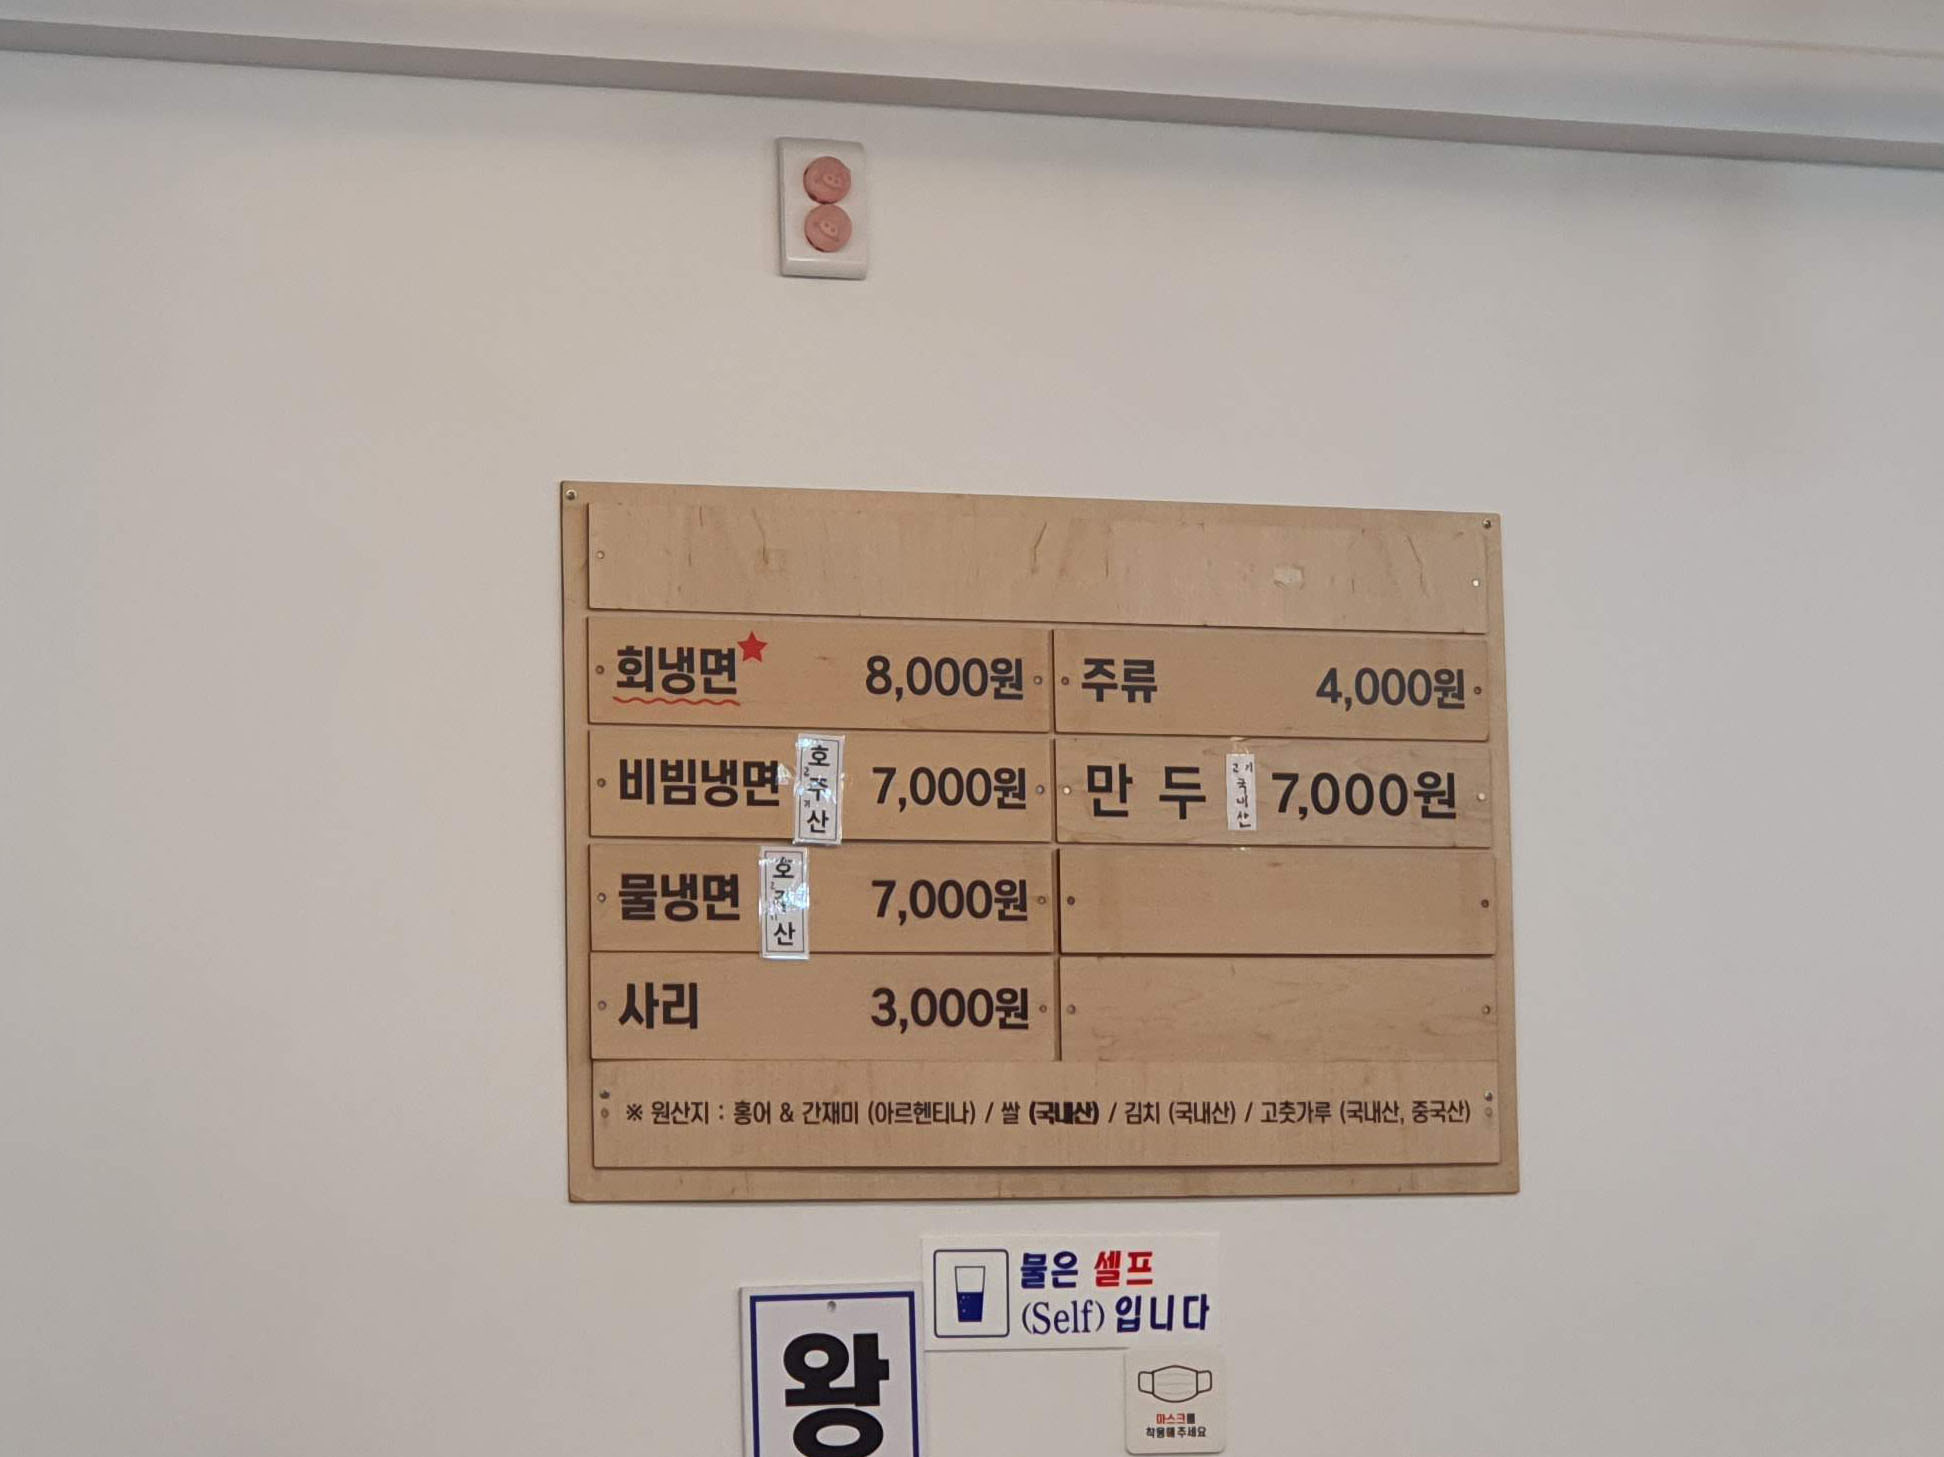 회냉면 8,000원
주류 4,000원
비빔냉면 호주산 7,000원
만 두 고기 국내산 7,000원
물냉면 호 산 7,000원
사리 3,000원
※ 원산지 : 홍어 & 간재미 (아르헨티나) / 쌀 (국내산) / 김치 (국내산) / 고춧가루 (국내산, 중국산)
물은 셀프
(Self) 입니다
왕
마스크를
착용해 주세요